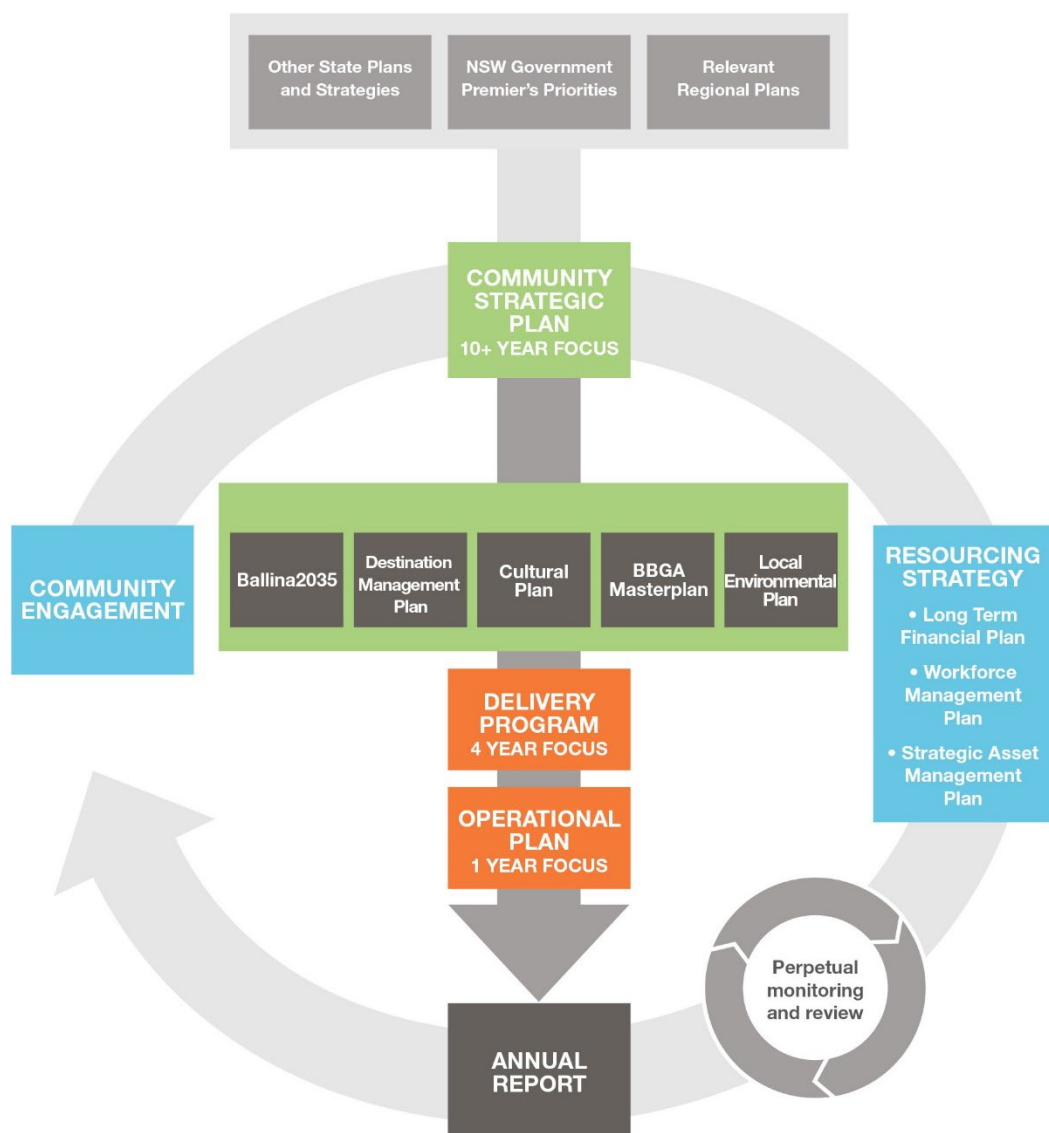 Other State Plans
and Strategies
NSW Government
Premier's Priorities
Relevant
Regional Plans
COMMUNITY
STRATEGIC
PLAN
10+ YEAR FOCUS
COMMUNITY
ENGAGEMENT
Ballina2035
Destination
Management
Plan
Cultural
Plan
BBGA
Masterplan
Local
Environmental
Plan
RESOURCING
STRATEGY
• Long Term
Financial Plan
• Workforce
Management
Plan
• Strategic Asset
Management
Plan
DELIVERY
PROGRAM
4 YEAR FOCUS
OPERATIONAL
PLAN
1 YEAR FOCUS
Perpetual
monitoring
and review
ANNUAL
REPORT